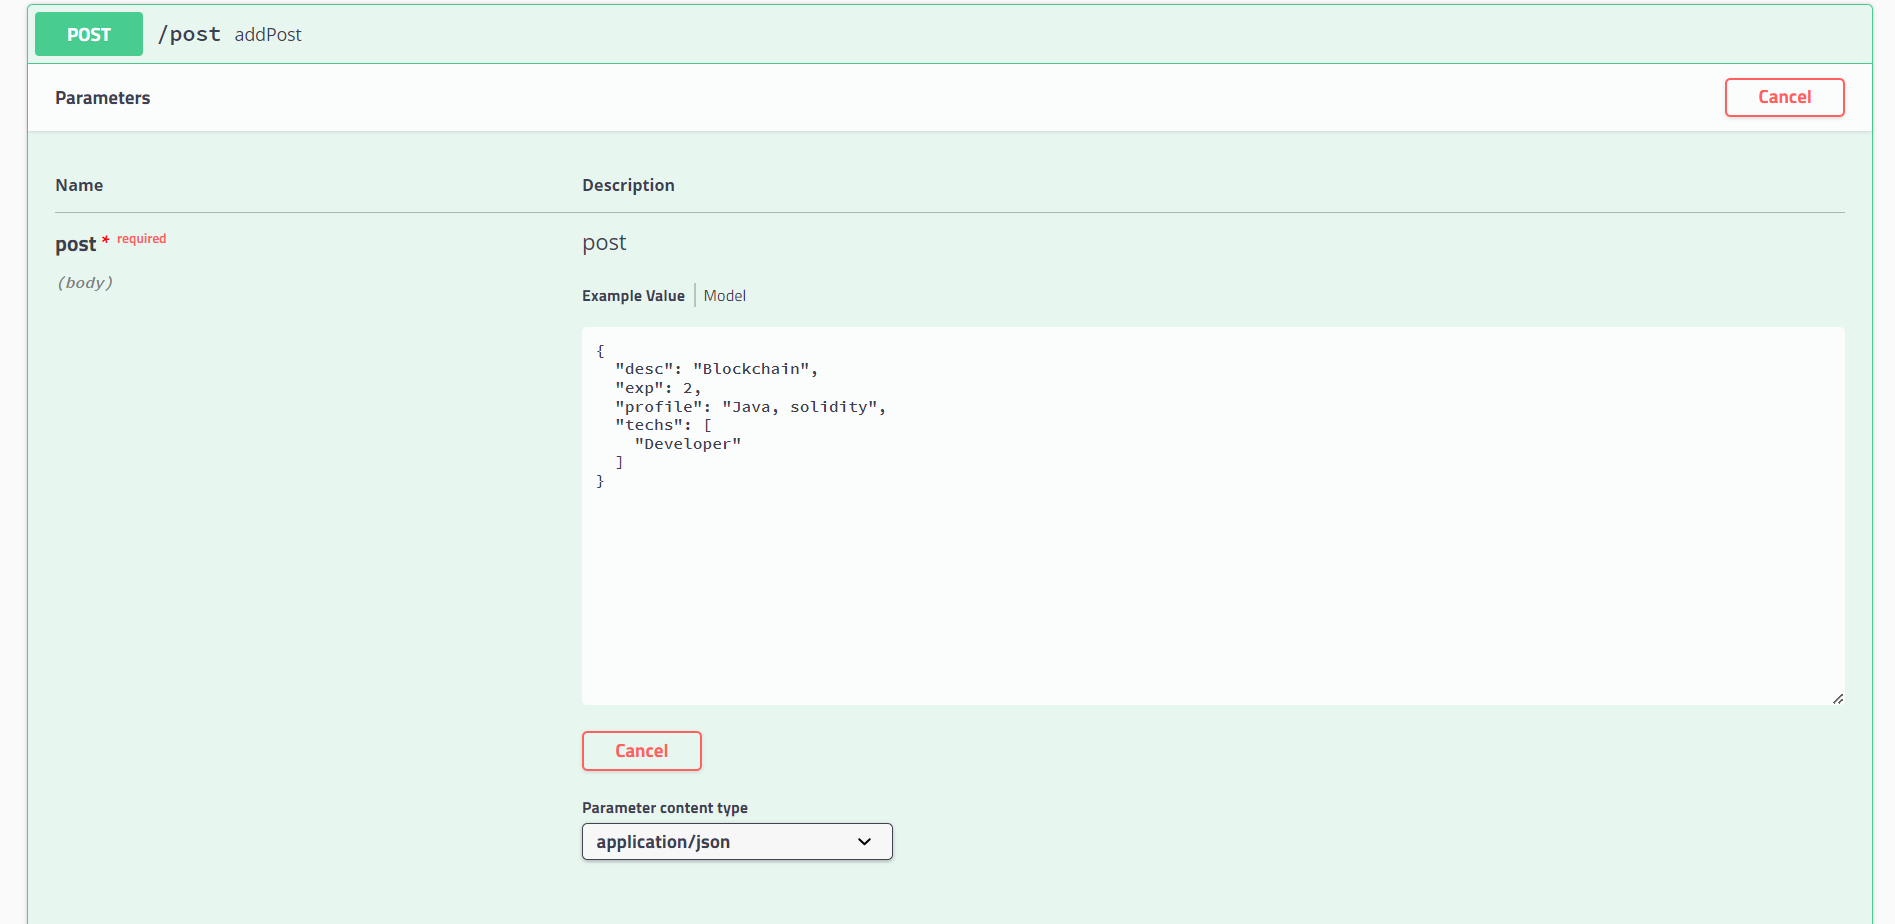 POST /post addPost
Parameters Cancel
Name Description
post * required post
(body)
Example Value Model
{
  "desc": "Blockchain",
  "exp": 2,
  "profile": "Java, solidity",
  "techs": [
    "Developer"
  ]
}
Cancel
Parameter content type
application/json